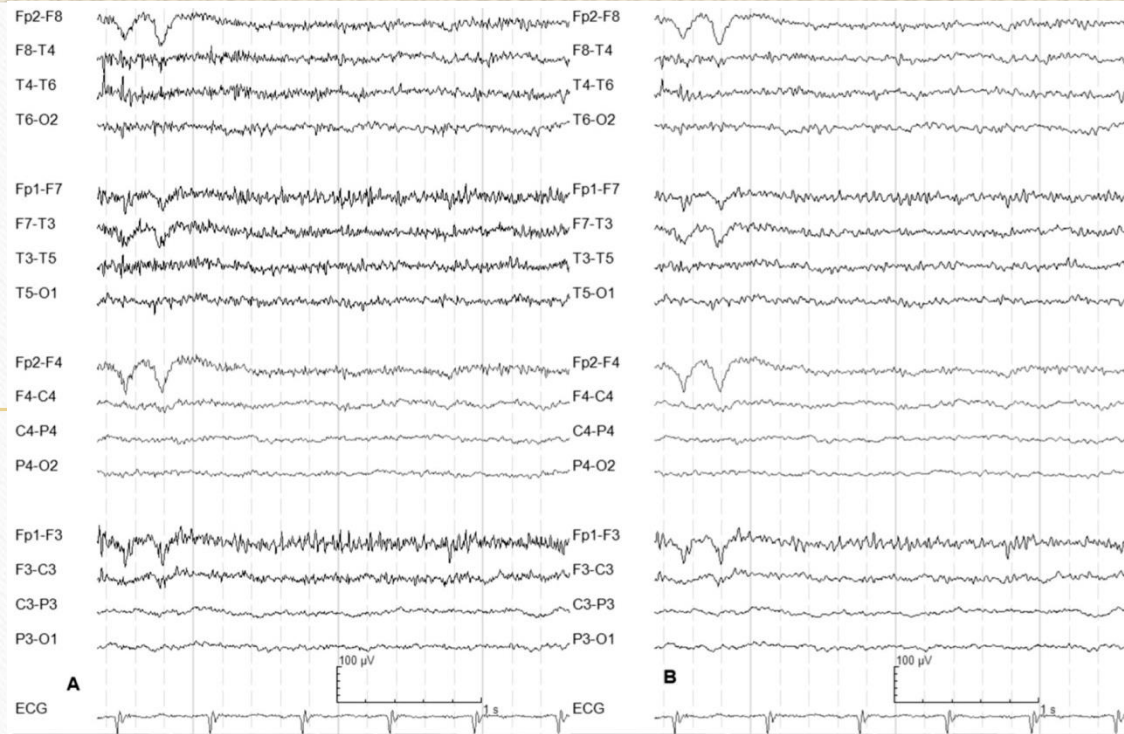 Fp2-F8
F8-T4
T4-T6
T6-O2
Fp1-F7
F7-T3
T3-T5
T5-O1
Fp2-F4
F4-C4
C4-P4
P4-O2
Fp1-F3
F3-C3
C3-P3
P3-O1
100 µV
A
1 s
ECG
Fp2-F8
F8-T4
T4-T6
T6-O2
Fp1-F7
F7-T3
T3-T5
T5-O1
Fp2-F4
F4-C4
C4-P4
P4-O2
Fp1-F3
F3-C3
C3-P3
P3-O1
100 µV
B
1 s
ECG